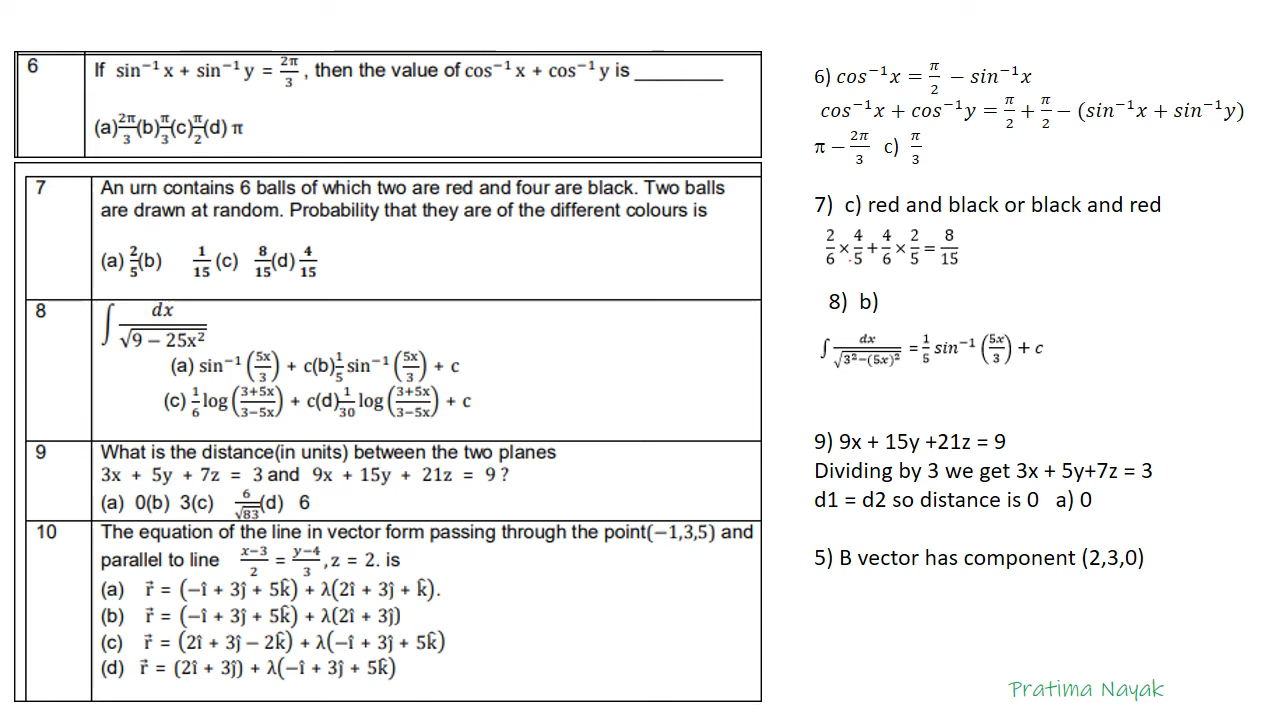 6
If sin⁻¹ x + sin⁻¹ y = 2π/3 , then the value of cos⁻¹ x + cos⁻¹ y is ________
(a)2π/3(b)π/3(c)π/2(d) π
7
An urn contains 6 balls of which two are red and four are black. Two balls
are drawn at random. Probability that they are of the different colours is
(a) 2/5(b) 1/15 (c) 8/15(d) 4/15
8
∫ dx/√(9 − 25x²)
(a) sin⁻¹ (5x/3) + c(b) 1/5 sin⁻¹ (5x/3) + c
(c) 1/6 log (3+5x/3−5x) + c(d) 1/30 log (3+5x/3−5x) + c
9
What is the distance(in units) between the two planes
3x + 5y + 7z = 3 and 9x + 15y + 21z = 9 ?
(a) 0(b) 3(c) 6/√83(d) 6
10
The equation of the line in vector form passing through the point(−1,3,5) and
parallel to line x−3/2 = y−4/3 , z = 2. is
(a) r⃗ = (−î + 3ĵ + 5k̂) + λ(2î + 3ĵ + k̂).
(b) r⃗ = (−î + 3ĵ + 5k̂) + λ(2î + 3ĵ)
(c) r⃗ = (2î + 3ĵ − 2k̂) + λ(−î + 3ĵ + 5k̂)
(d) r⃗ = (2î + 3ĵ) + λ(−î + 3ĵ + 5k̂)
6) cos⁻¹x = π/2 − sin⁻¹x
cos⁻¹x + cos⁻¹y = π/2 + π/2 − (sin⁻¹x + sin⁻¹y)
π − 2π/3 c) π/3
7) c) red and black or black and red
2/6 × 4/5 + 4/6 × 2/5 = 8/15
8) b)
∫ dx/√(3²−(5x)²) = 1/5 sin⁻¹ (5x/3) + c
9) 9x + 15y +21z = 9
Dividing by 3 we get 3x + 5y+7z = 3
d1 = d2 so distance is 0 a) 0
5) B vector has component (2,3,0)
Pratima Nayak